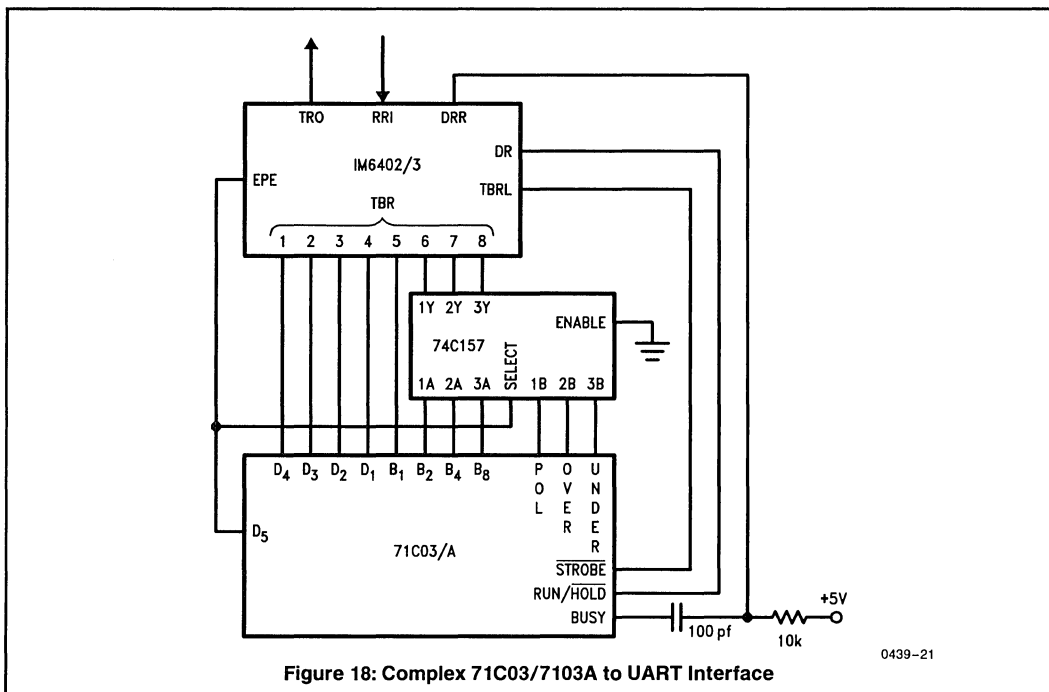 TRO RRI DRR
IM6402/3
DR
EPE
TBRL
TBR
1 2 3 4 5 6 7 8
1Y 2Y 3Y
ENABLE
74C157
SELECT
1A 2A 3A 1B 2B 3B
D4 D3 D2 D1 B1 B2 B4 B8 POL OVER UNDER
D5
71C03/A
STROBE
RUN/HOLD
BUSY
100 pf
10k
+5V
0439-21
Figure 18: Complex 71C03/7103A to UART Interface